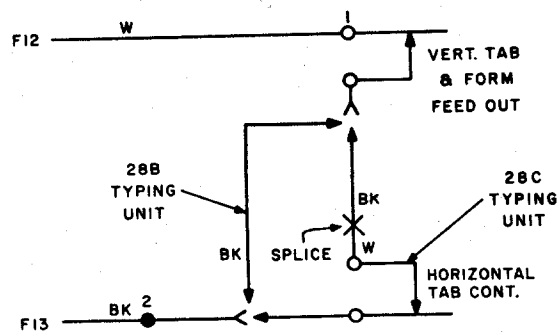 F12
W
1
VERT. TAB
& FORM
FEED OUT
28B
TYPING
UNIT
BK
BK
SPLICE
W
28C
TYPING
UNIT
HORIZONTAL
TAB CONT.
F13
BK
2